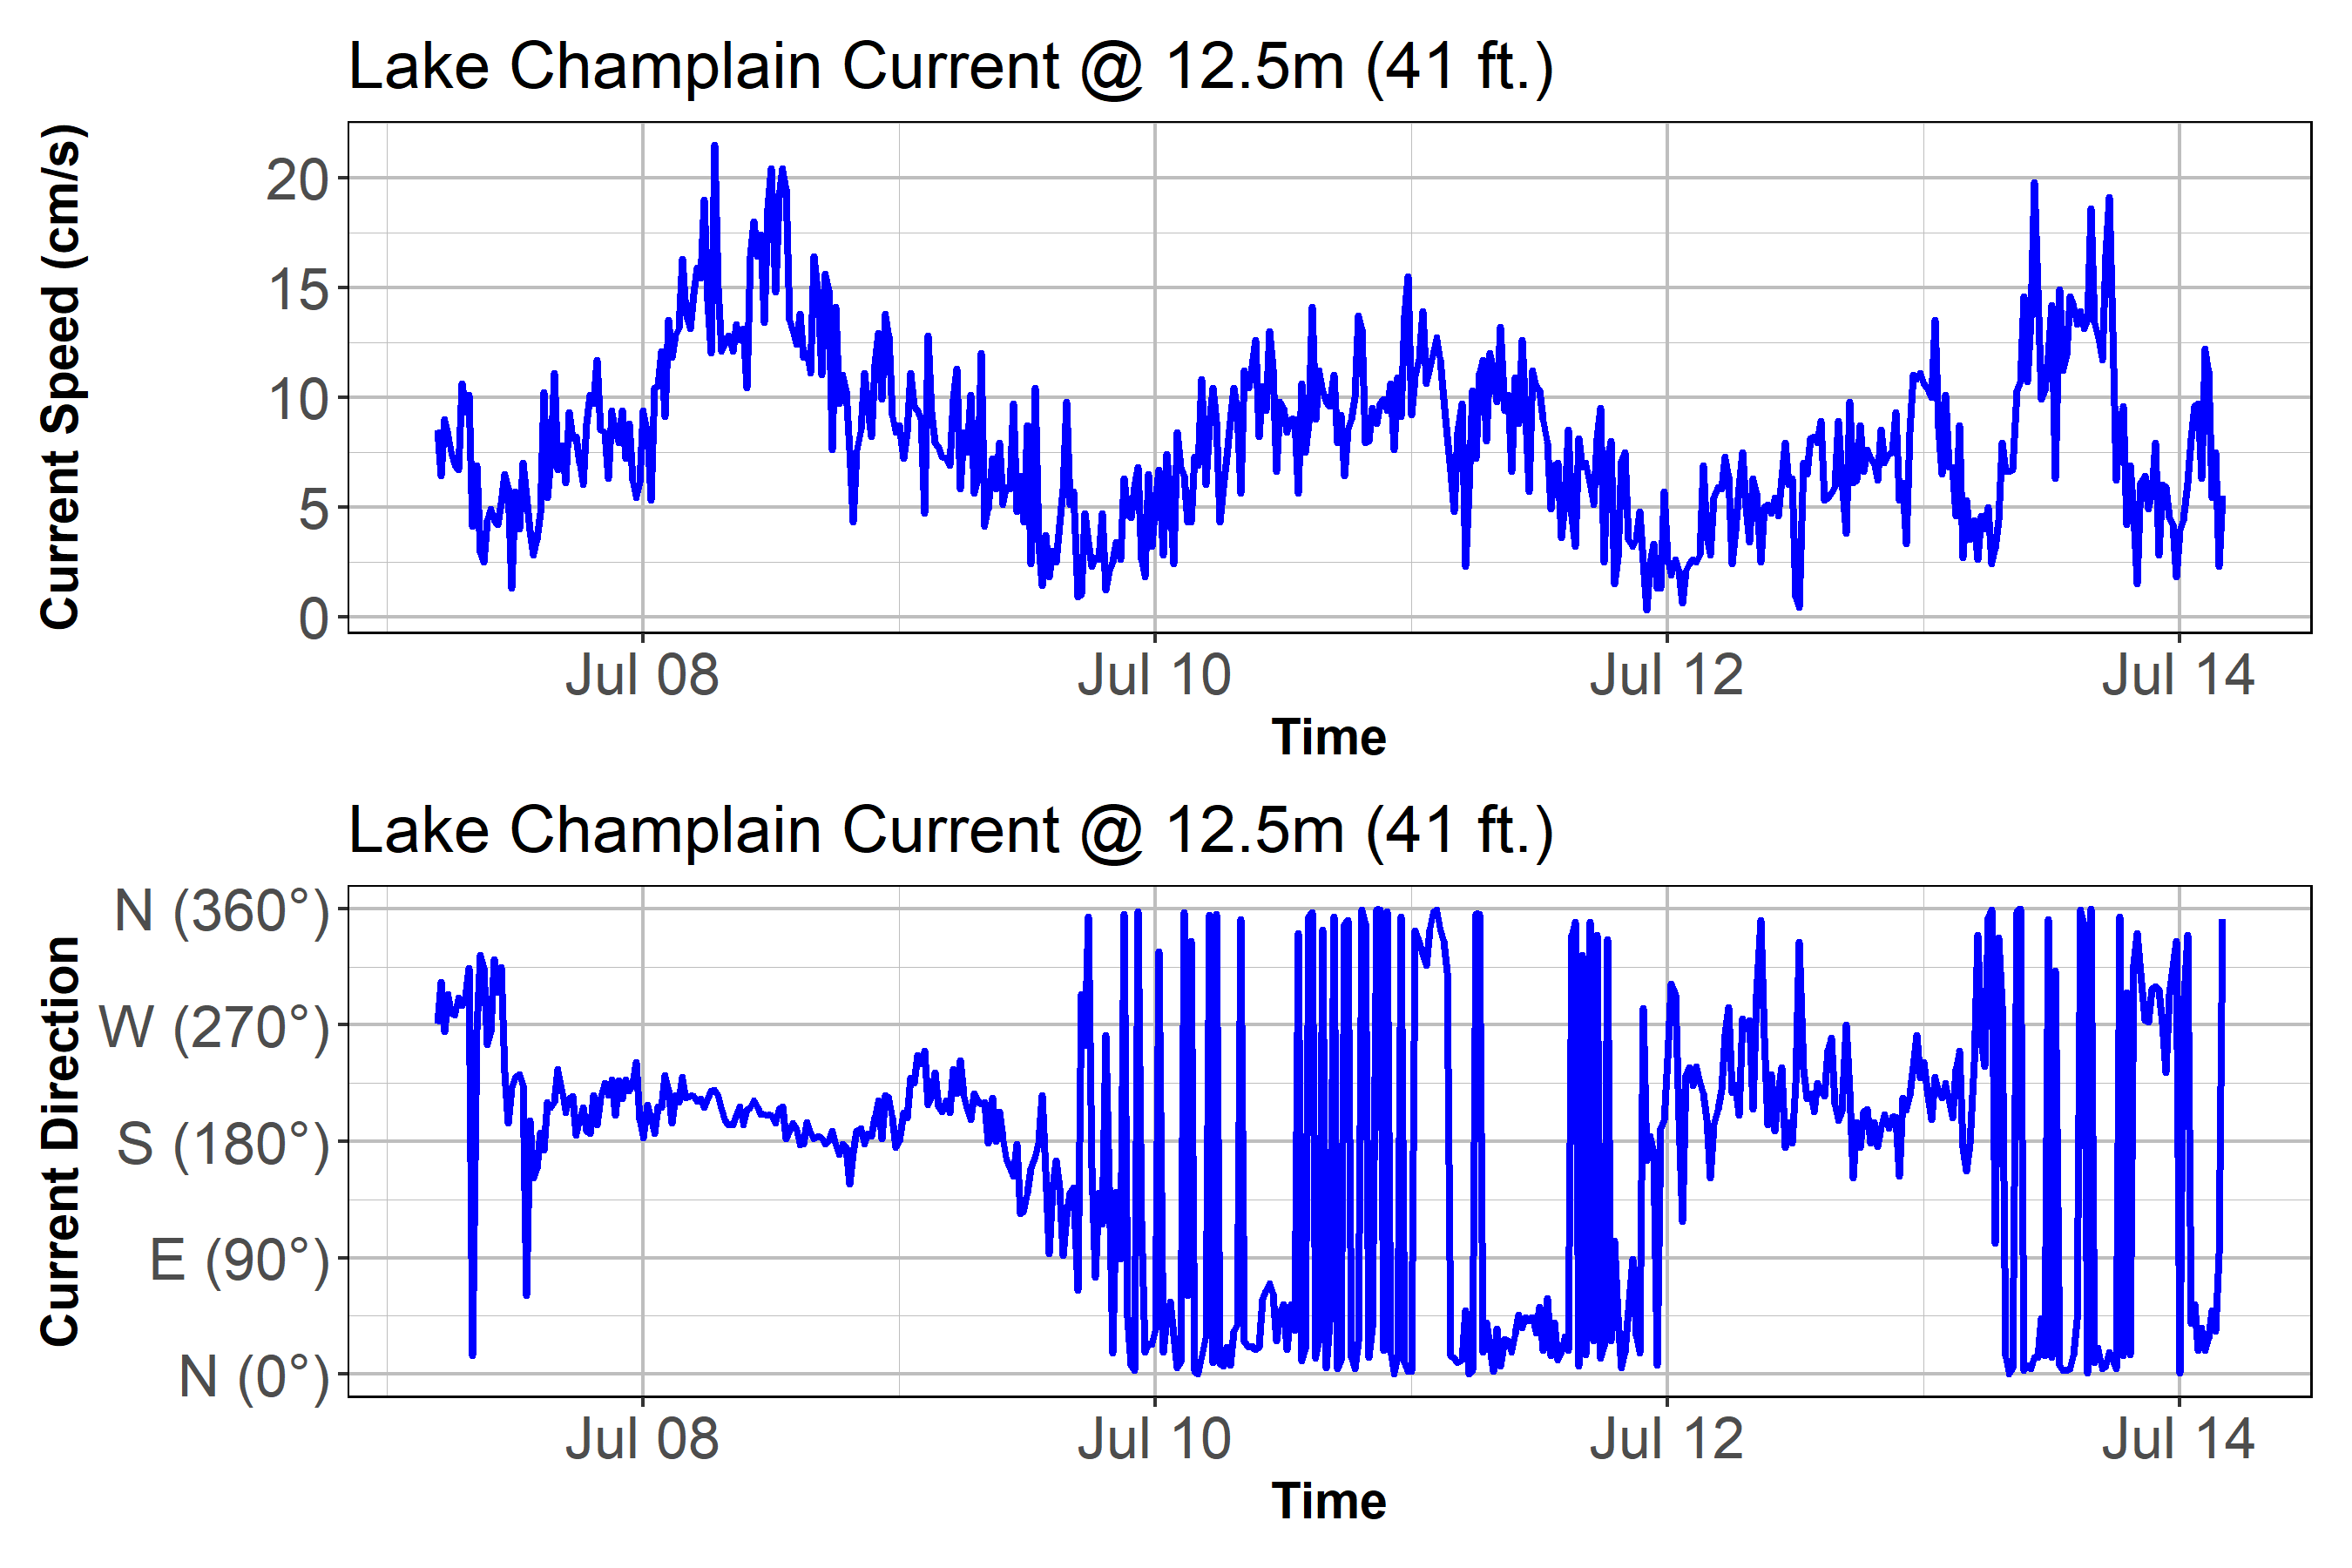 Lake Champlain Current @ 12.5m (41 ft.)
Current Speed (cm/s)
20
15
10
5
0
Jul 08 Jul 10 Jul 12 Jul 14
Time
Lake Champlain Current @ 12.5m (41 ft.)
Current Direction
N (360°)
W (270°)
S (180°)
E (90°)
N (0°)
Jul 08 Jul 10 Jul 12 Jul 14
Time